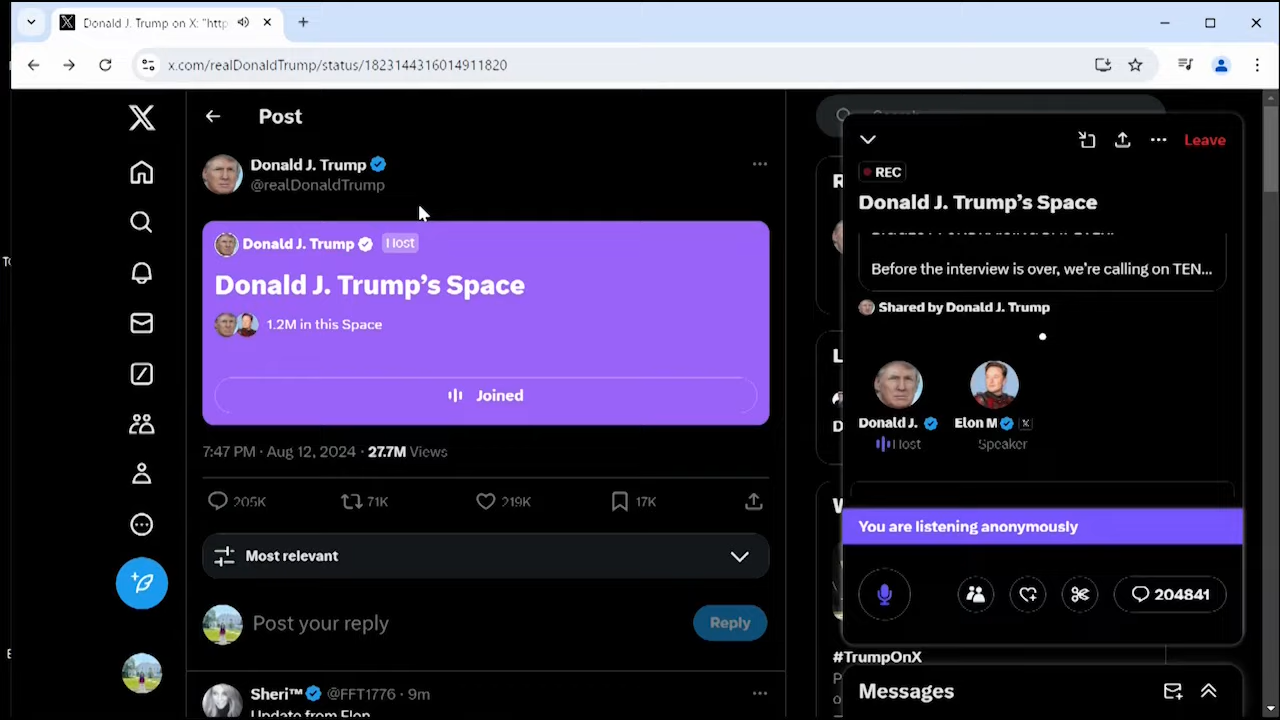 Donald J. Trump on X: "http
x.com/realDonaldTrump/status/1823144316014911820
Post
Donald J. Trump
@realDonaldTrump
Donald J. Trump
Host
Donald J. Trump's Space
1.2M in this Space
Joined
7:47 PM · Aug 12, 2024 · 27.7M Views
205K
71K
219K
17K
Most relevant
Post your reply
Reply
Sheri™ @FFT1776 · 9m
Update from Elon
Leave
REC
Donald J. Trump's Space
Before the interview is over, we're calling on TEN...
Shared by Donald J. Trump
Donald J.
Host
Elon M
Speaker
You are listening anonymously
204841
#TrumpOnX
Messages